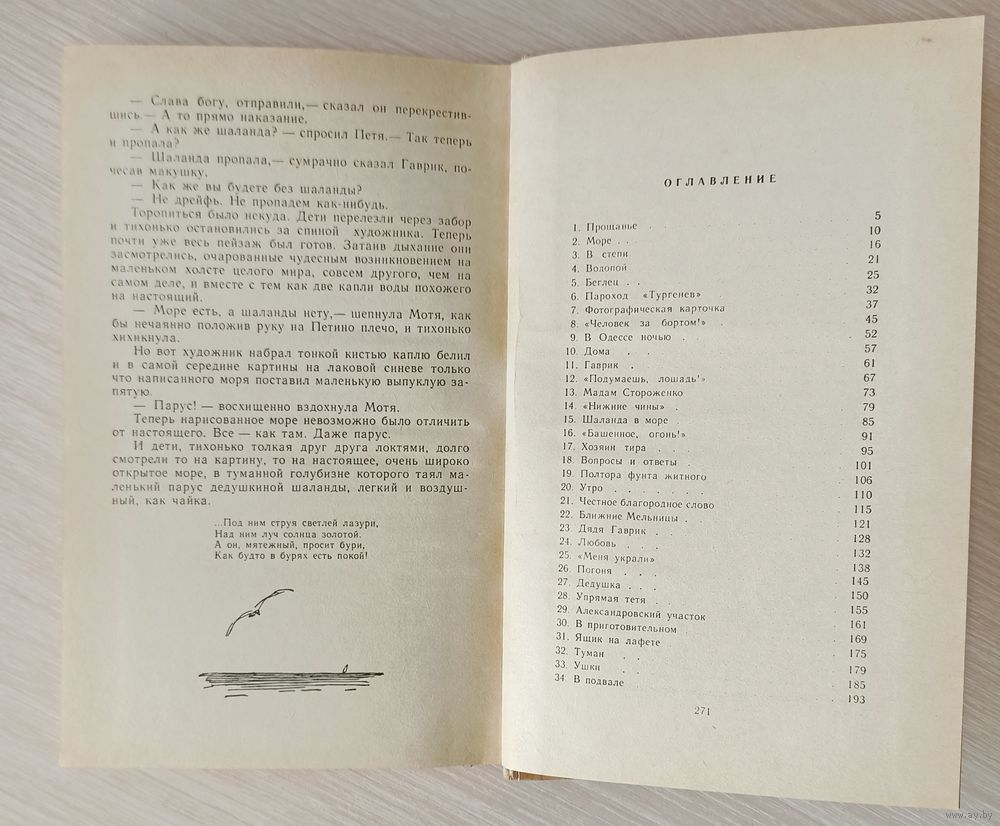 — Слава богу, отправили,— сказал он перекрестив-
шись.— А то прямо наказание.
— А как же шаланда? — спросил Петя.— Так теперь
и пропала?
— Шаланда пропала,— сумрачно сказал Гаврик, по-
чесав макушку.
— Как же вы будете без шаланды?
— Не дрейфь. Не пропадем как-нибудь.
Торопиться было некуда. Дети перелезли через забор
и тихонько остановились за спиной художника. Теперь
почти уже весь пейзаж был готов. Затаив дыхание они
засмотрелись, очарованные чудесным возникновением на
маленьком холсте целого мира, совсем другого, чем на
самом деле, и вместе с тем как две капли воды похожего
на настоящий.
— Море есть, а шаланды нету,— шепнула Мотя, как
бы нечаянно положив руку на Петино плечо, и тихонько
хихикнула.
Но вот художник набрал тонкой кистью каплю белил
и в самой середине картины на лаковой синеве только
что написанного моря поставил маленькую выпуклую за-
пятую
— Парус! — восхищенно вздохнула Мотя.
Теперь нарисованное море невозможно было отличить
от настоящего. Все — как там. Даже парус.
И дети, тихонько толкая друг друга локтями, долго
смотрели то на картину, то на настоящее, очень широко
открытое море, в туманной голубизне которого таял ма-
ленький парус дедушкиной шаланды, легкий и воздуш-
ный, как чайка.
...Под ним струя светлей лазури,
Над ним луч солнца золотой.
А он, мятежный, просит бури,
Как будто в бурях есть покой!
ОГЛАВЛЕНИЕ
1. Прощанье . 5
2. Море . . 10
3. В степи 16
4. Водопой 21
5. Беглец . . 25
6. Пароход «Тургенев» 32
7. Фотографическая карточка 37
8. «Человек за бортом!» . 45
9. В Одессе ночью . 52
10. Дома . . 57
11. Гаврик . 61
12. «Подумаешь, лошадь!» 67
13. Мадам Стороженко 73
14. «Нижние чины» . 79
15. Шаланда в море . 85
16. «Башенное, огонь!» 91
17. Хозяин тира . . . 95
18. Вопросы и ответы . 101
19. Полтора фунта житного 106
20. Утро . . . . . . . 110
21. Честное благородное слово 115
22. Ближние Мельницы . 121
23. Дядя Гаврик . . 128
24. Любовь . . . 132
25. «Меня украли» 138
26. Погоня . . . 145
27. Дедушка . . . 150
28. Упрямая тетя . 155
29. Александровский участок 161
30. В приготовительном 169
31. Ящик на лафете 175
32. Туман . . 179
33. Ушки . . 185
34. В подвале . 193
271
www.ay.by